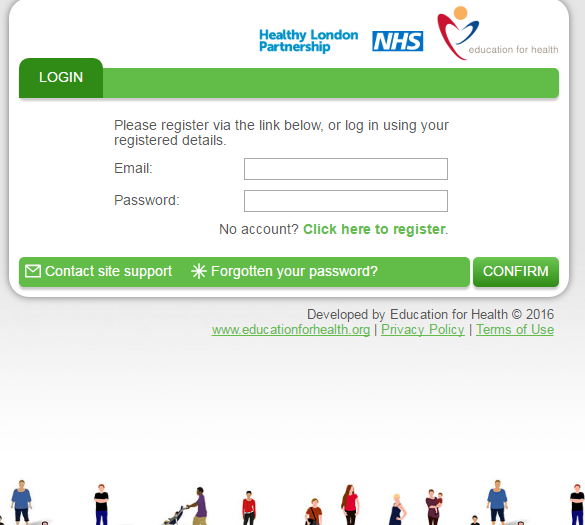 Healthy London
Partnership
NHS
education for health
LOGIN
Please register via the link below, or log in using your
registered details.
Email:
Password:
No account? Click here to register.
Contact site support Forgotten your password? CONFIRM
Developed by Education for Health © 2016
www.educationforhealth.org | Privacy Policy | Terms of Use